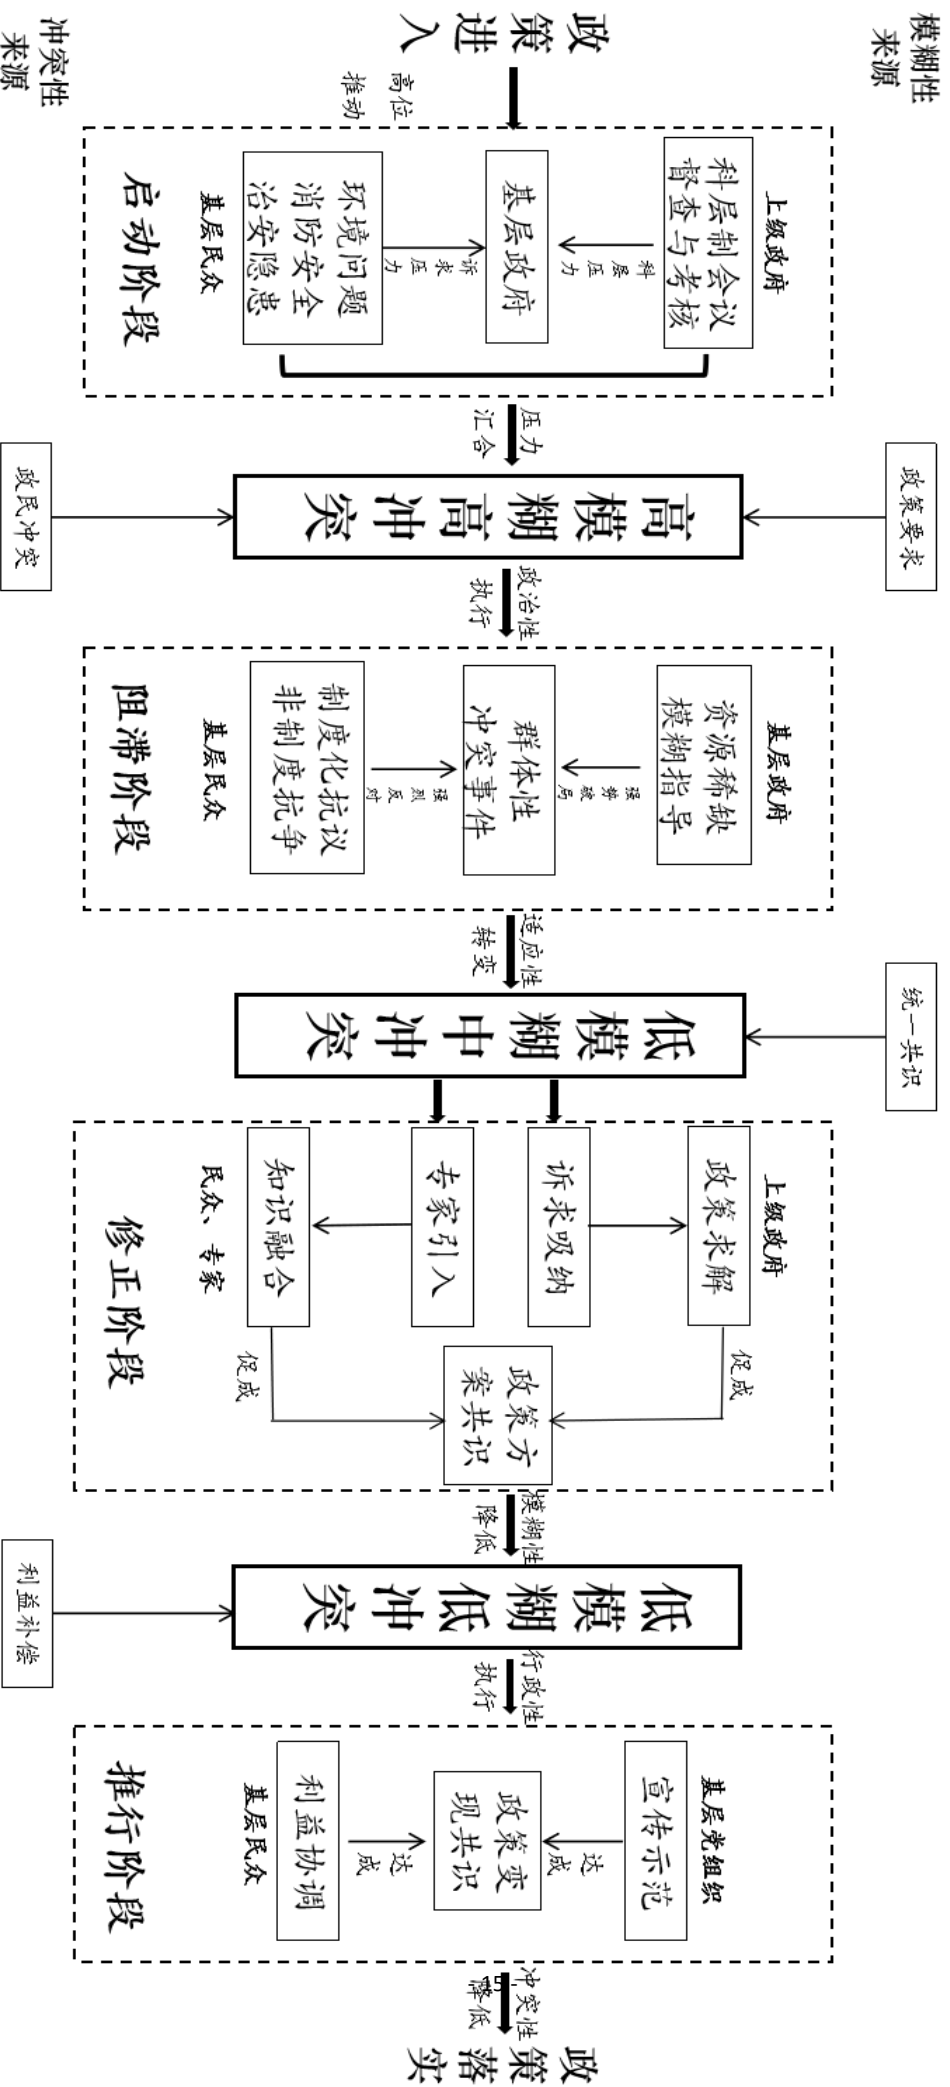 模糊性
来源
冲突性
来源
政策进入
高位
推动
上级政府
科层制会议
督查与考核
科层压力
基层政府
诉求压力
环境问题
消防安全
治安隐患
基层民众
启动阶段
压力
汇合
政策要求
高模糊高冲突
政民冲突
政治性
执行
基层政府
资源稀缺
模糊指导
强势破局
群体性
冲突事件
强烈反对
制度化抗议
非制度抗争
基层民众
阻滞阶段
适应性
转变
统一共识
低模糊中冲突
上级政府
政策求解
诉求吸纳
专家引入
知识融合
民众、专家
促成
政策方
案共识
促成
修正阶段
模糊性
降低
低模糊低冲突
利益补偿
行政性
执行
基层党组织
宣传示范
达成
政策变
现共识
达成
利益协调
基层民众
推行阶段
冲突性
降低
- 15 -
政策落实